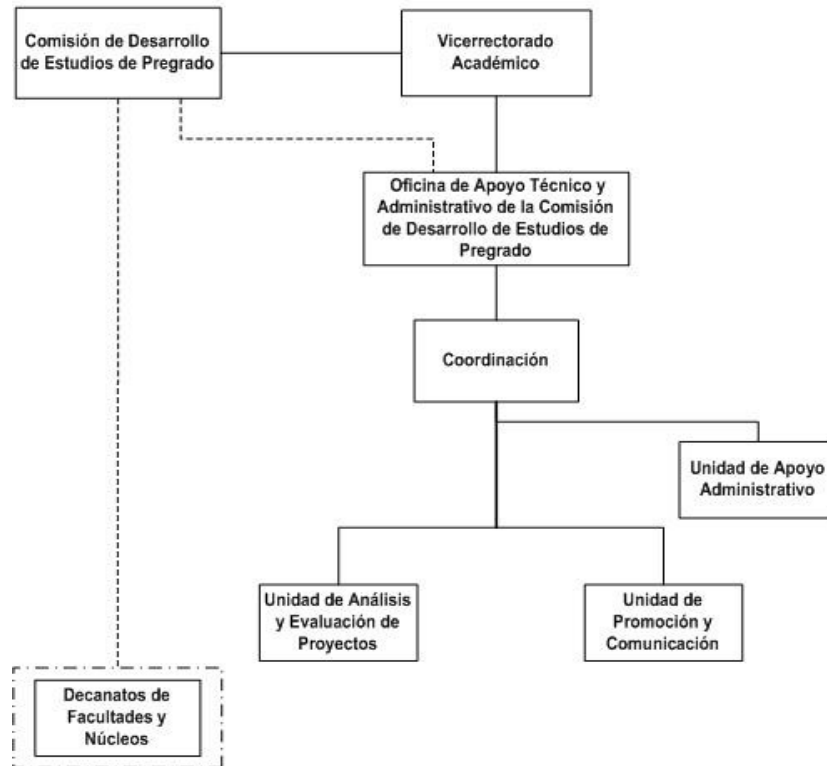 Comisión de Desarrollo
de Estudios de Pregrado
Vicerrectorado
Académico
Oficina de Apoyo Técnico y
Administrativo de la Comisión
de Desarrollo de Estudios de
Pregrado
Coordinación
Unidad de Apoyo
Administrativo
Unidad de Análisis
y Evaluación de
Proyectos
Unidad de
Promoción y
Comunicación
Decanatos de
Facultades y
Núcleos